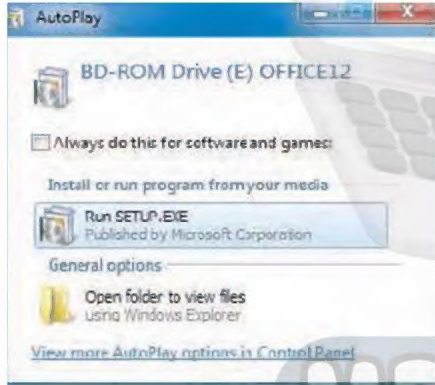 AutoPlay
BD-ROM Drive (E) OFFICE12
Always do this for software and games:
Install or run program from your media
Run SETUP.EXE
Published by Microsoft Corporation
General options
Open folder to view files
using Windows Explorer
View more AutoPlay options in Control Panel